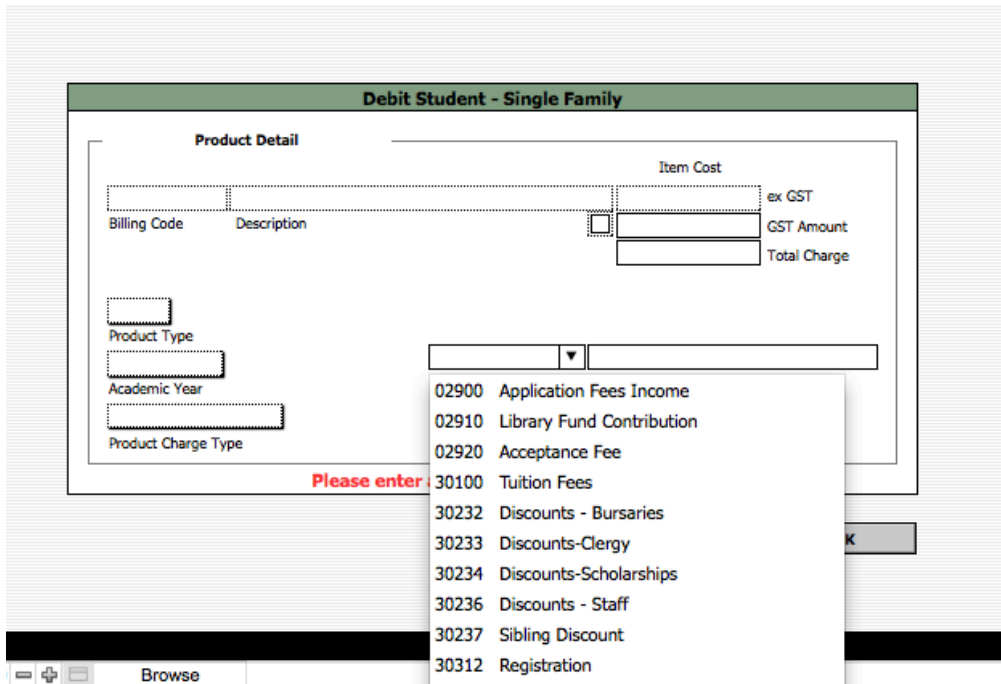 Debit Student - Single Family
Product Detail
Item Cost
ex GST
Billing Code Description GST Amount
Total Charge
Product Type
Academic Year
Product Charge Type
02900 Application Fees Income
02910 Library Fund Contribution
02920 Acceptance Fee
Please enter
30100 Tuition Fees
30232 Discounts - Bursaries
30233 Discounts-Clergy
K
30234 Discounts-Scholarships
30236 Discounts - Staff
30237 Sibling Discount
30312 Registration
Browse